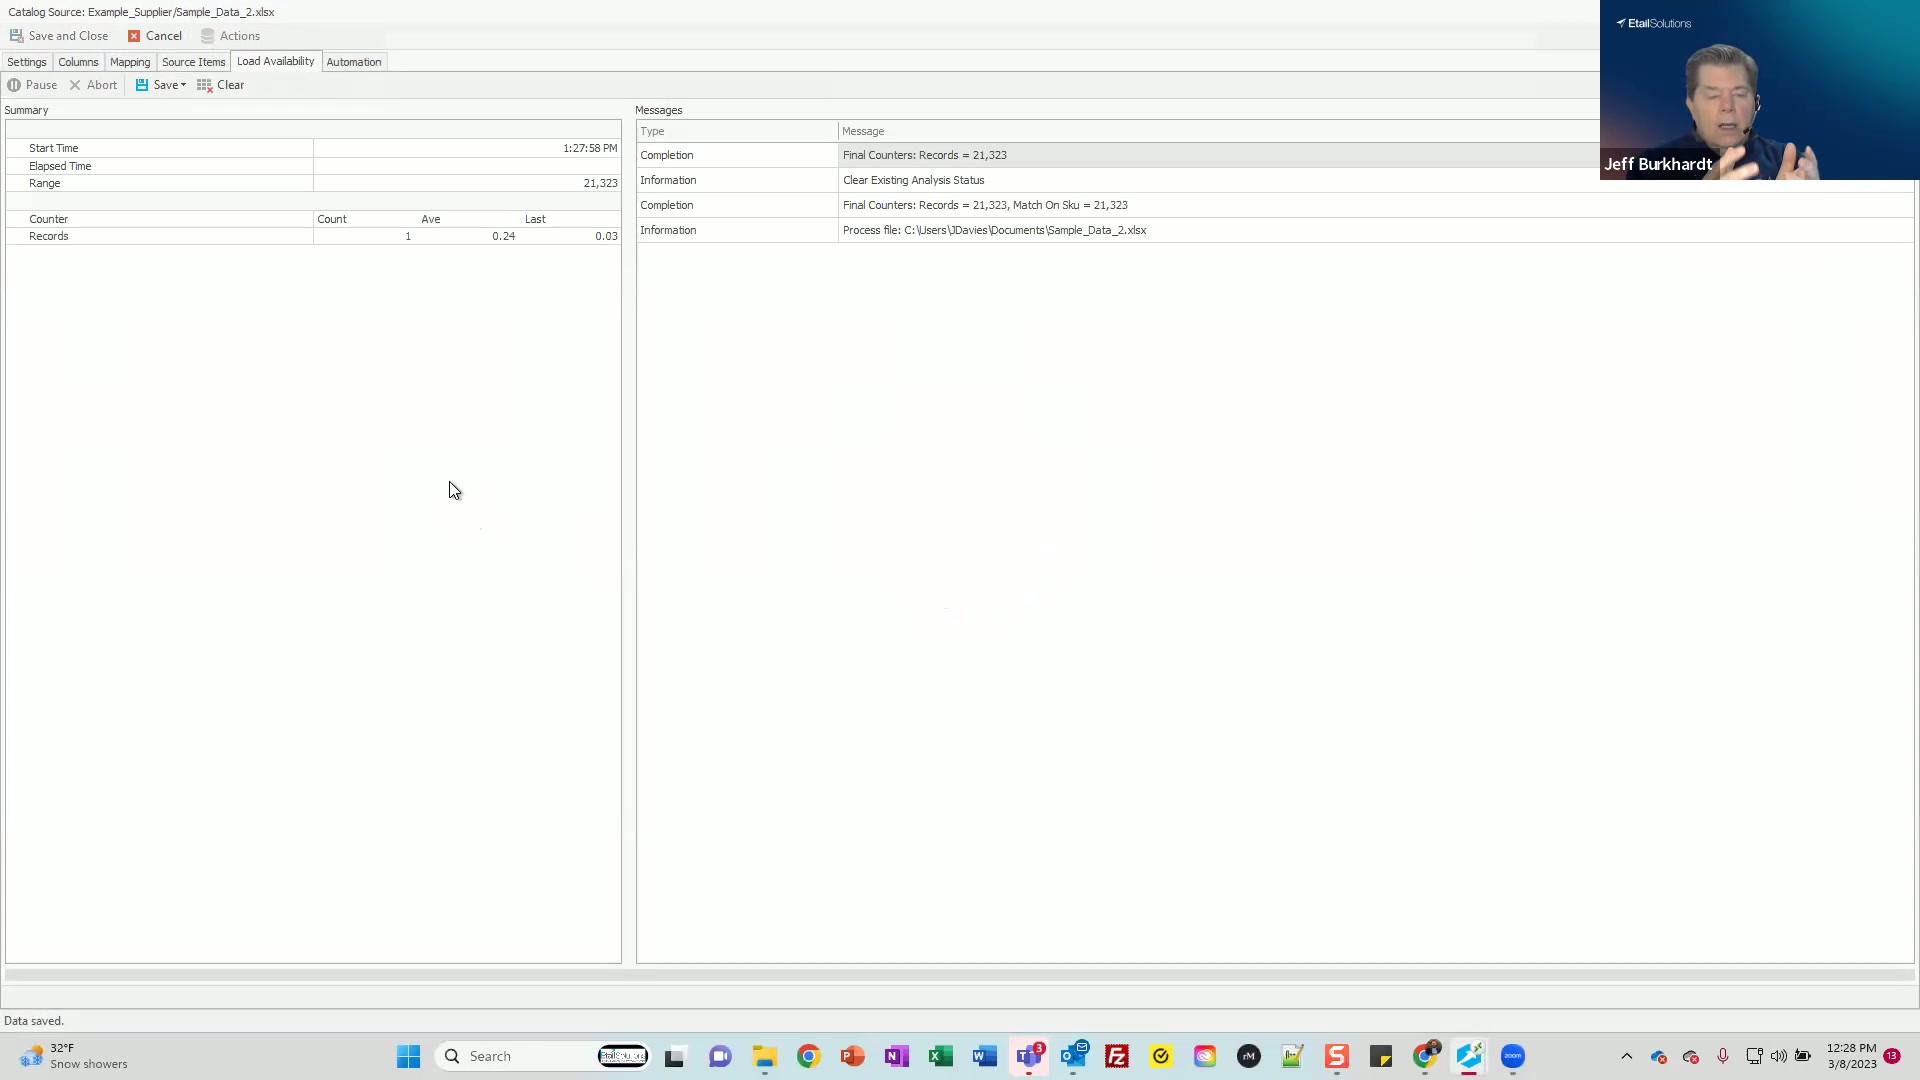 Catalog Source: Example_Supplier/Sample_Data_2.xlsx
EtailSolutions
Save and Close Cancel Actions
Settings Columns Mapping Source Items Load Availability Automation
Pause Abort Save Clear
Summary Messages
Type Message
Start Time 1:27:58 PM
Completion Final Counters: Records = 21,323
Jeff Burkhardt
Elapsed Time
Range 21,323
Information Clear Existing Analysis Status
Completion Final Counters: Records = 21,323, Match On Sku = 21,323
Counter Count Ave Last
Records 1 0.24 0.03
Information Process file: C:\Users\JDavies\Documents\Sample_Data_2.xlsx
Data saved.
32°F
Snow showers
Search
EtailSolutions
3
rM
zoom
12:28 PM
3/8/2023
13